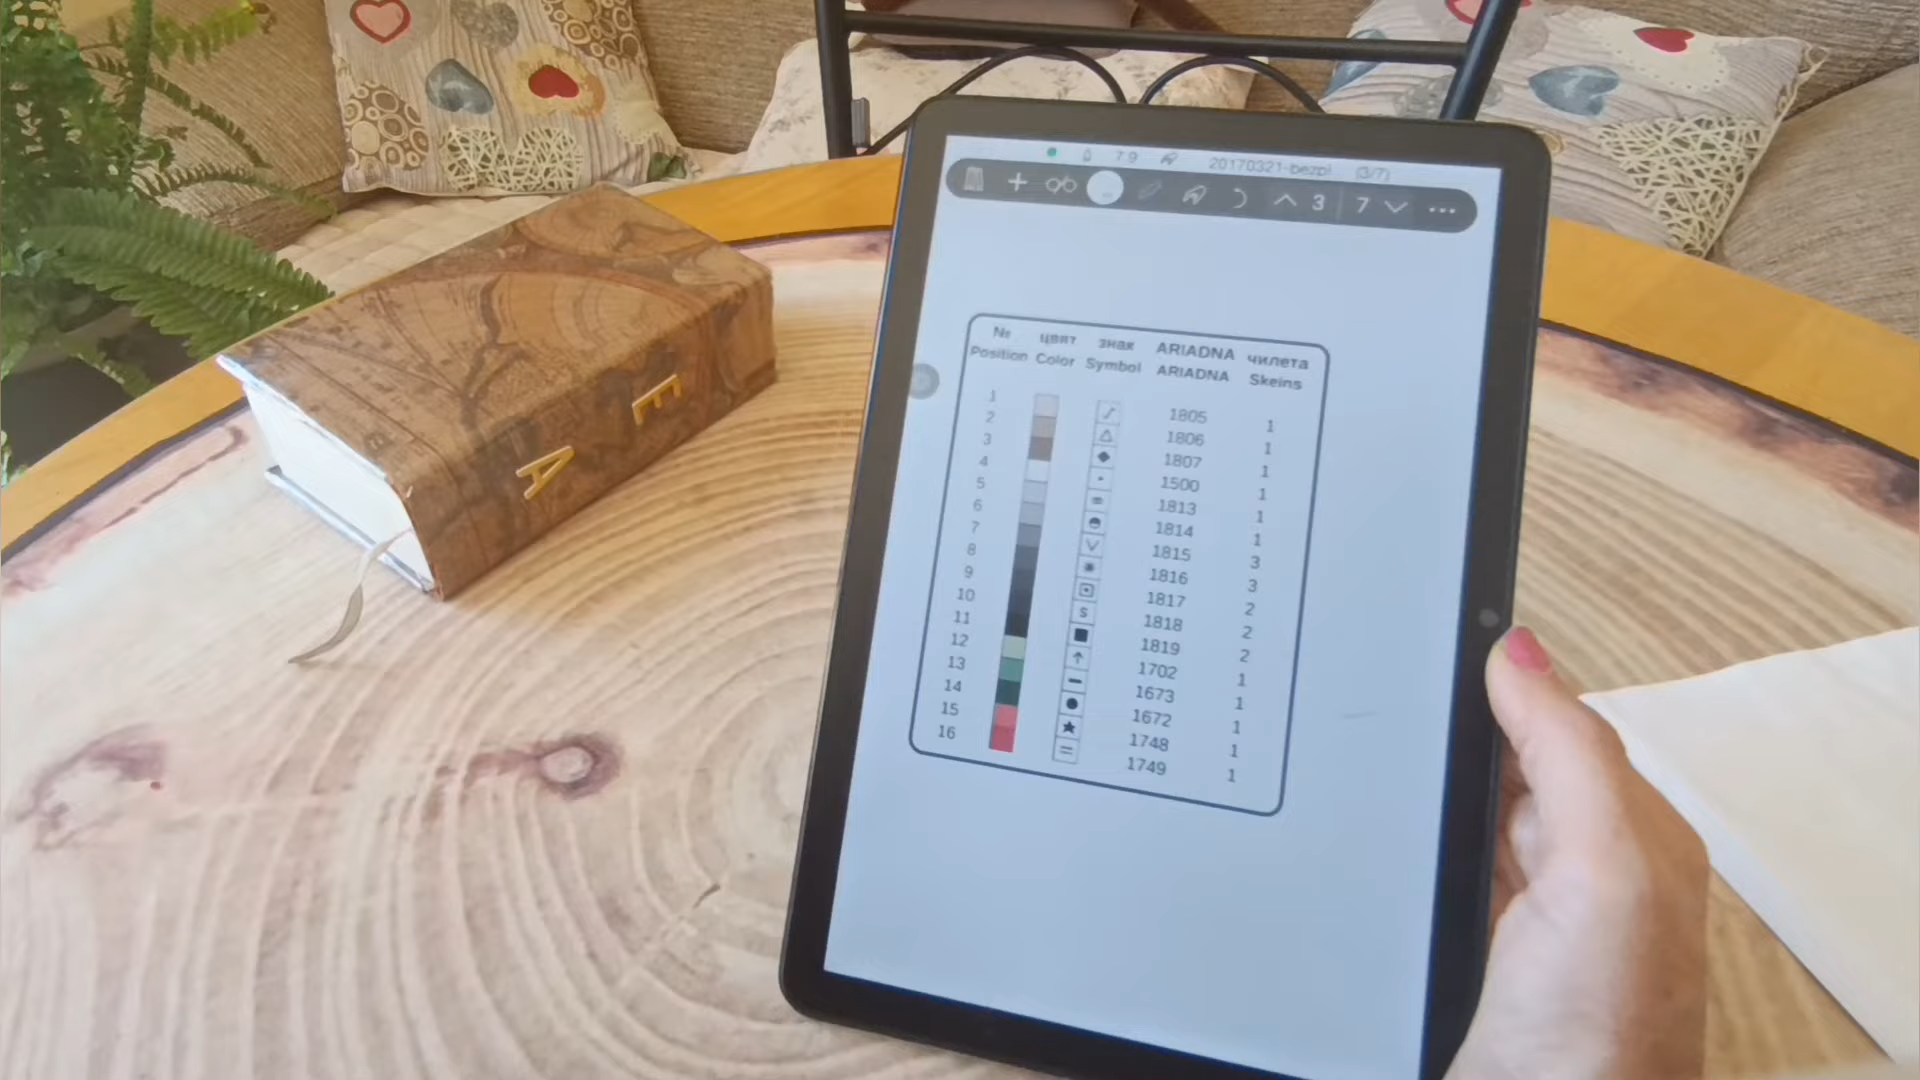 20170321-bezpl (3/7)
3 7
№ цвят знак ARIADNA чилета
Position Color Symbol ARIADNA Skeins
1 1805 1
2 1806 1
3 1807 1
4 1500 1
5 1813 1
6 1814 1
7 1815 3
8 1816 3
9 1817 2
10 S 1818 2
11 1819 2
12 1702 1
13 1673 1
14 1672 1
15 1748 1
16 1749 1
A E